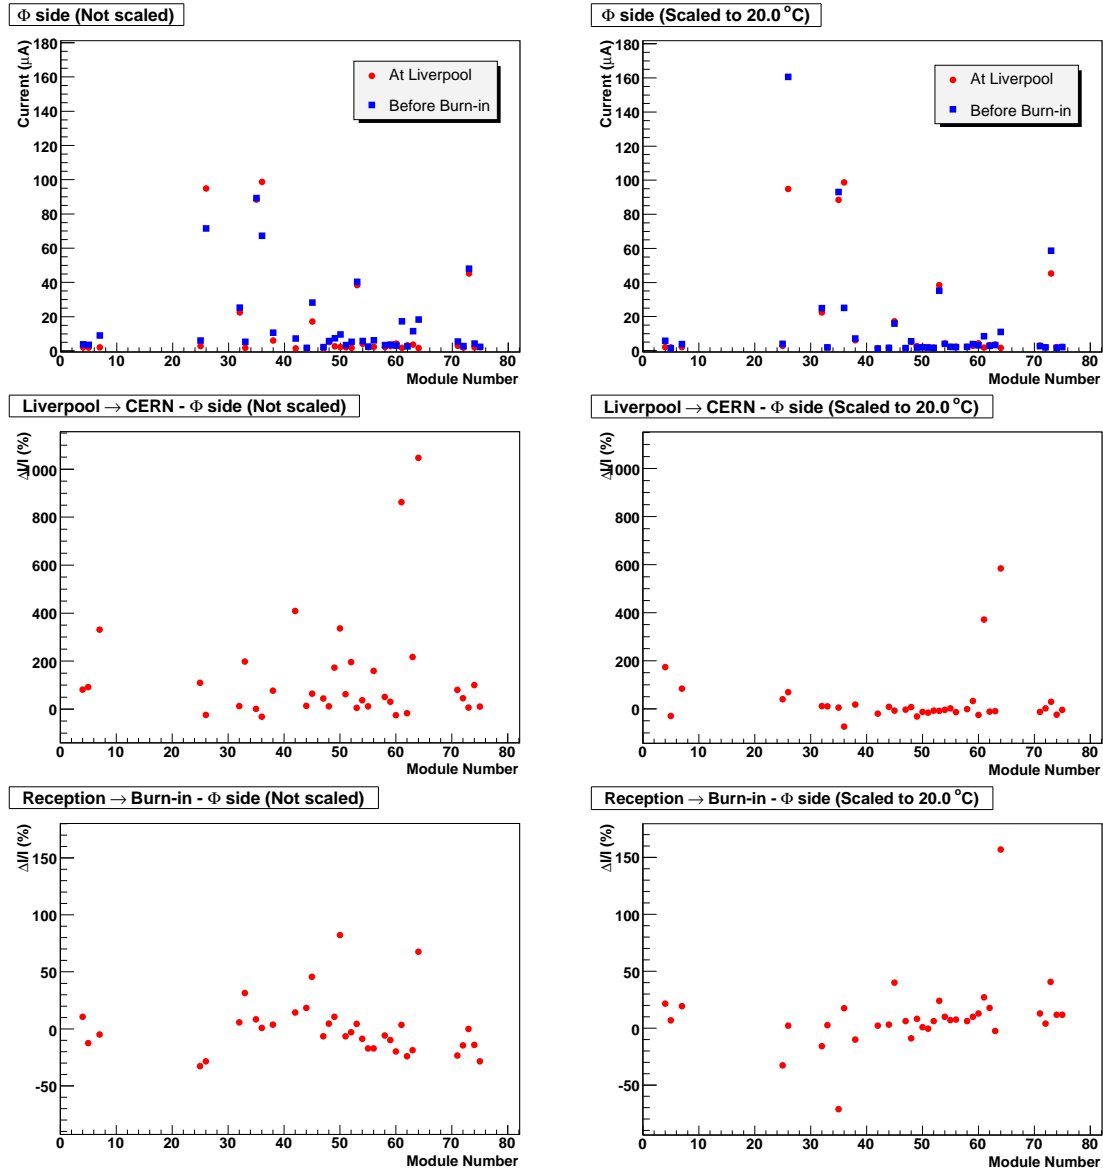 Φ side (Not scaled)
Current (μA)
180
160
140
120
100
80
60
40
20
0
At Liverpool
Before Burn-in
0 10 20 30 40 50 60 70 80
Module Number
Φ side (Scaled to 20.0 °C)
Current (μA)
180
160
140
120
100
80
60
40
20
0
At Liverpool
Before Burn-in
0 10 20 30 40 50 60 70 80
Module Number
Liverpool → CERN - Φ side (Not scaled)
ΔI/I (%)
1000
800
600
400
200
0
0 10 20 30 40 50 60 70 80
Module Number
Liverpool → CERN - Φ side (Scaled to 20.0 °C)
ΔI/I (%)
1000
800
600
400
200
0
0 10 20 30 40 50 60 70 80
Module Number
Reception → Burn-in - Φ side (Not scaled)
ΔI/I (%)
150
100
50
0
-50
0 10 20 30 40 50 60 70 80
Module Number
Reception → Burn-in - Φ side (Scaled to 20.0 °C)
ΔI/I (%)
150
100
50
0
-50
0 10 20 30 40 50 60 70 80
Module Number